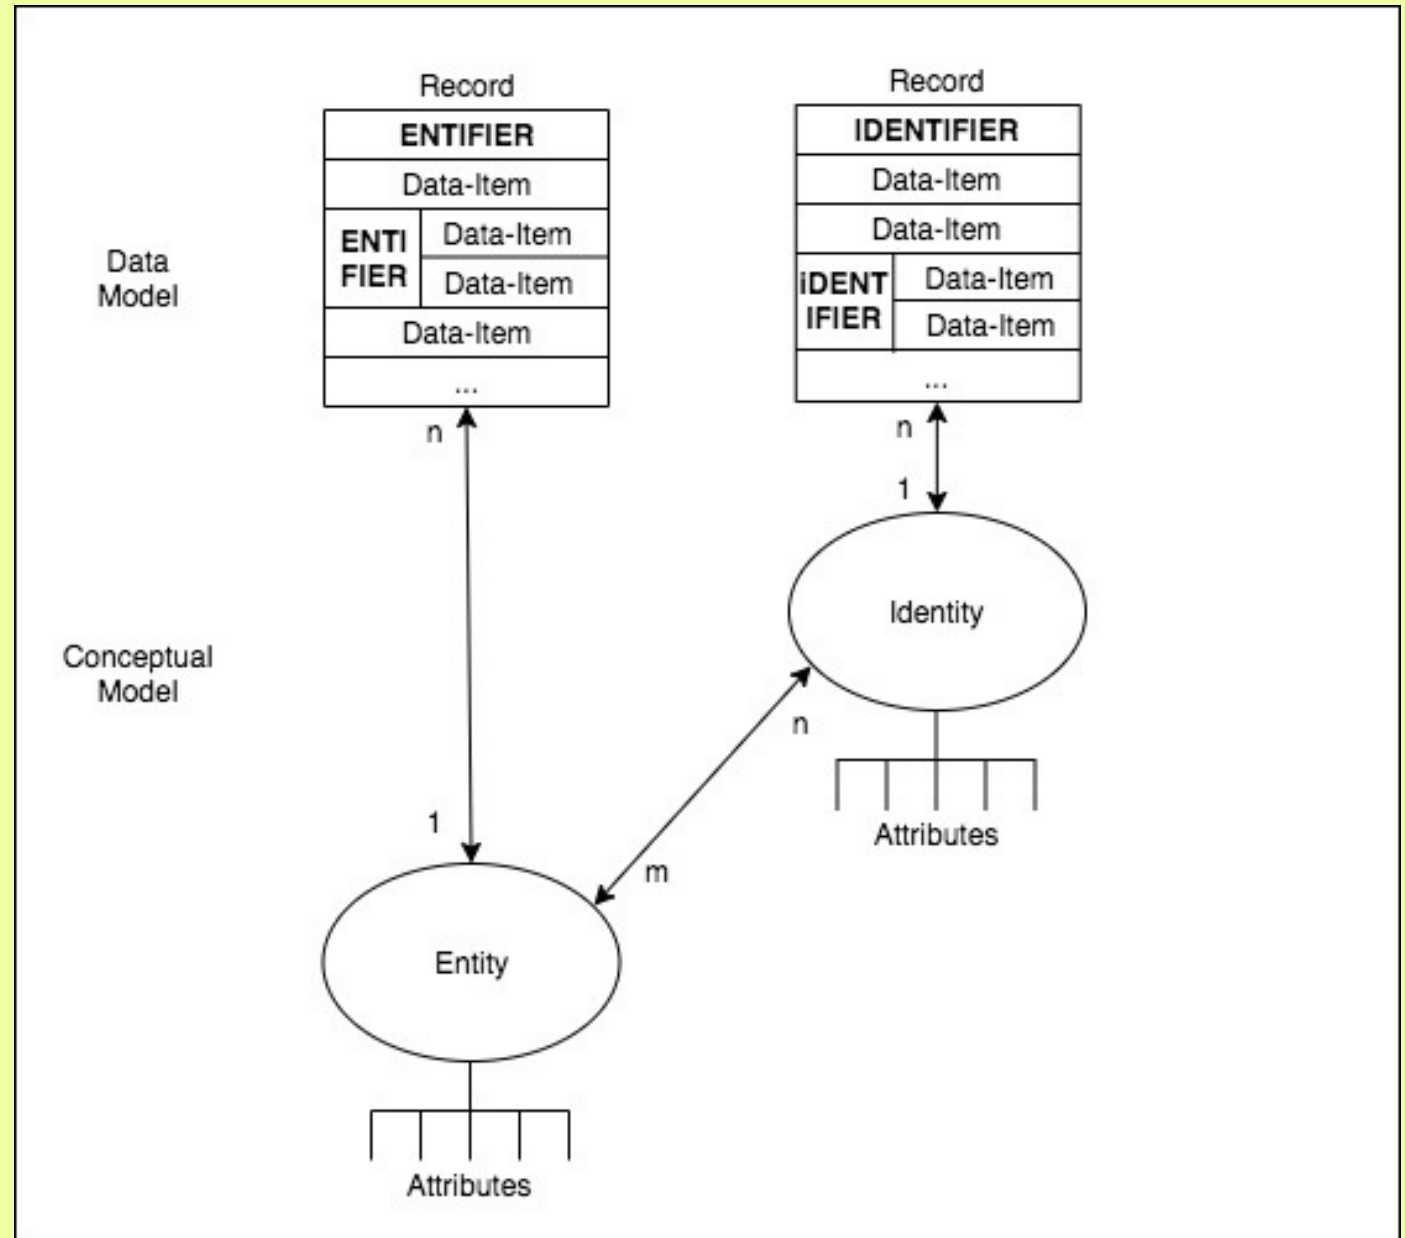 Record
ENTIFIER
Data-Item
ENTI
FIER
Data-Item
Data-Item
Data-Item
...
Record
IDENTIFIER
Data-Item
Data-Item
iDENT
IFIER
Data-Item
Data-Item
...
Data
Model
n
n
1
Identity
Conceptual
Model
n
Attributes
1
m
Entity
Attributes